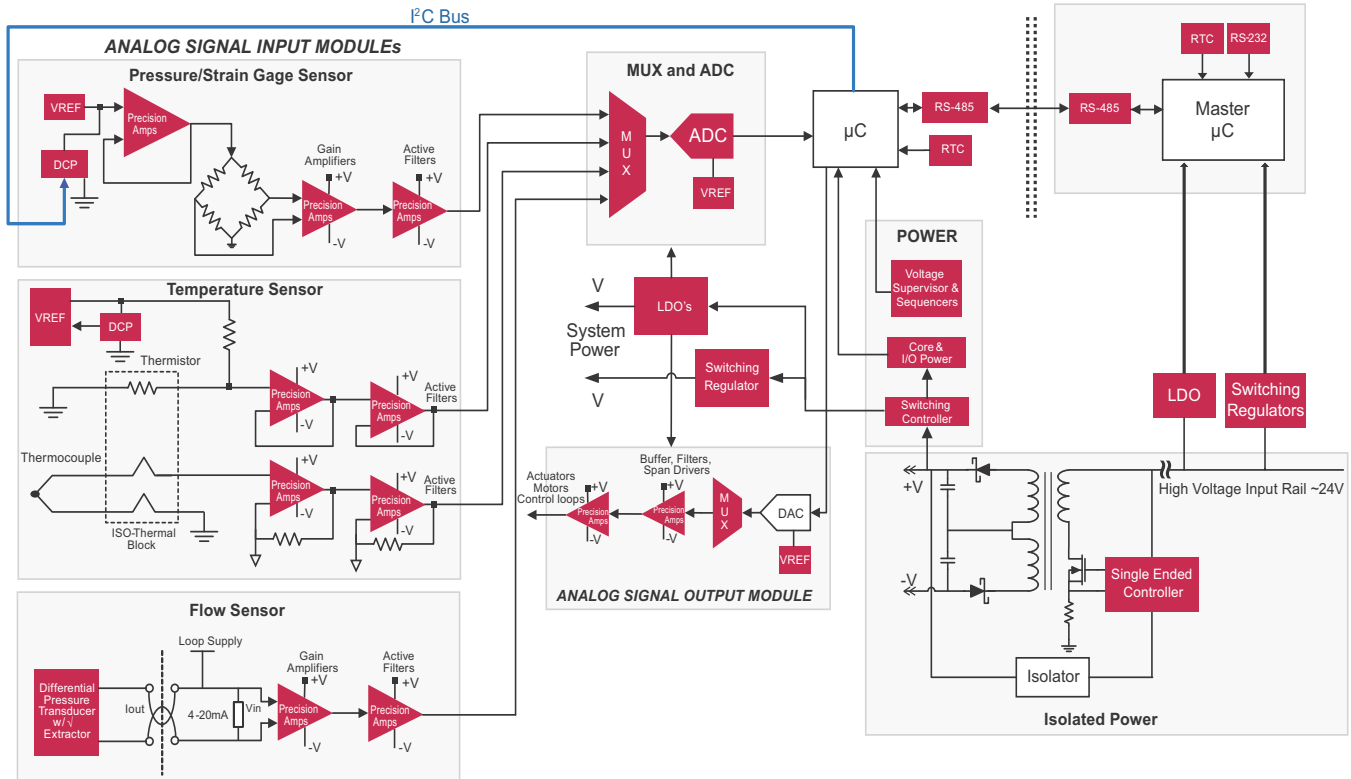 I²C Bus
ANALOG SIGNAL INPUT MODULEs
Pressure/Strain Gage Sensor
VREF
Precision
Amps
DCP
Gain
Amplifiers
+V
Precision
Amps
-V
Active
Filters
+V
Precision
Amps
-V
Temperature Sensor
VREF
DCP
Thermistor
+V
Precision
Amps
-V
+V
Active
Filters
Precision
Amps
-V
Thermocouple
+V
Precision
Amps
-V
+V
Active
Filters
Precision
Amps
-V
ISO-Thermal
Block
Flow Sensor
Loop Supply
Differential
Pressure
Transducer
w/√
Extractor
Iout
4-20mA
Vin
Gain
Amplifiers
+V
Precision
Amps
-V
Active
Filters
+V
Precision
Amps
-V
MUX and ADC
MUX
ADC
VREF
V
LDO's
System
Power
Switching
Regulator
V
Buffer, Filters,
Span Drivers
Actuators
Motors
Control loops
+V
Precision
Amps
-V
+V
Precision
Amps
-V
MUX
DAC
VREF
ANALOG SIGNAL OUTPUT MODULE
µC
RS-485
RTC
RS-485
RTC
RS-232
Master
µC
POWER
Voltage
Supervisor &
Sequencers
Core &
I/O Power
Switching
Controller
LDO
Switching
Regulators
+V
High Voltage Input Rail ~24V
-V
Single Ended
Controller
Isolator
Isolated Power